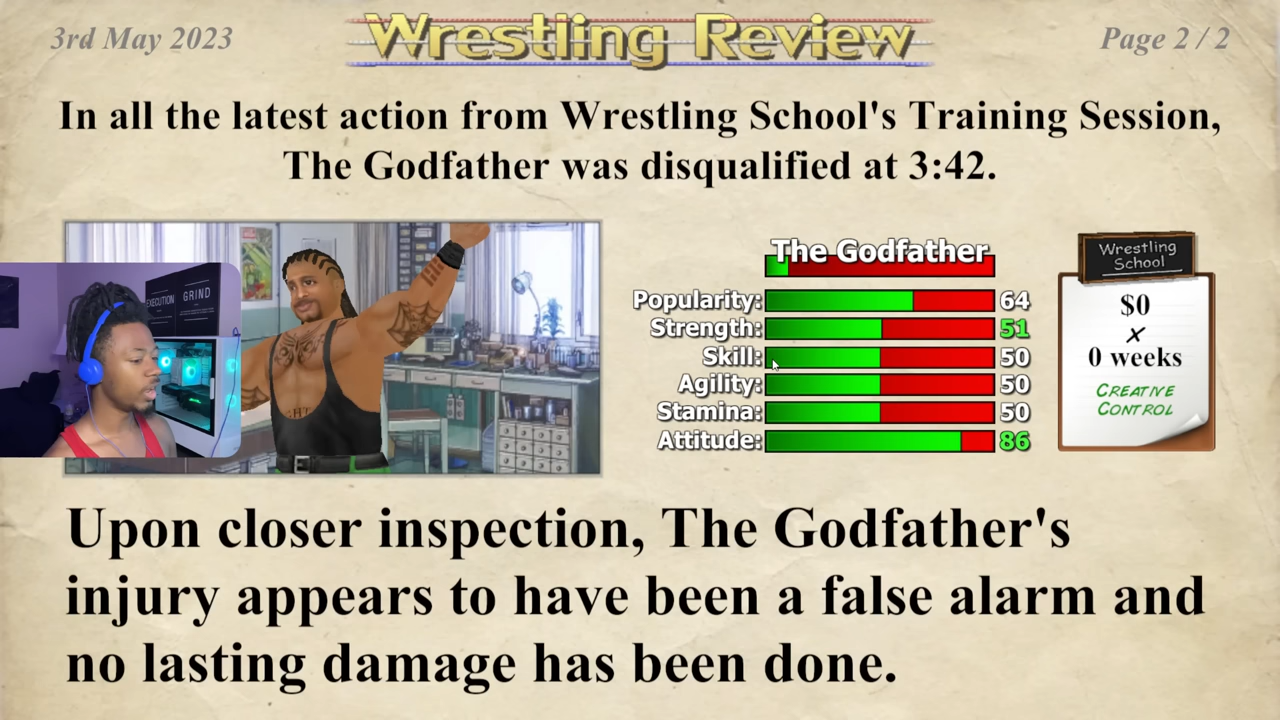 3rd May 2023
Wrestling Review
Page 2 / 2
In all the latest action from Wrestling School's Training Session,
The Godfather was disqualified at 3:42.
EXECUTION
GRIND
The Godfather
Popularity: 64
Strength: 51
Skill: 50
Agility: 50
Stamina: 50
Attitude: 86
Wrestling
School
$0
x
0 weeks
CREATIVE
CONTROL
Upon closer inspection, The Godfather's
injury appears to have been a false alarm and
no lasting damage has been done.